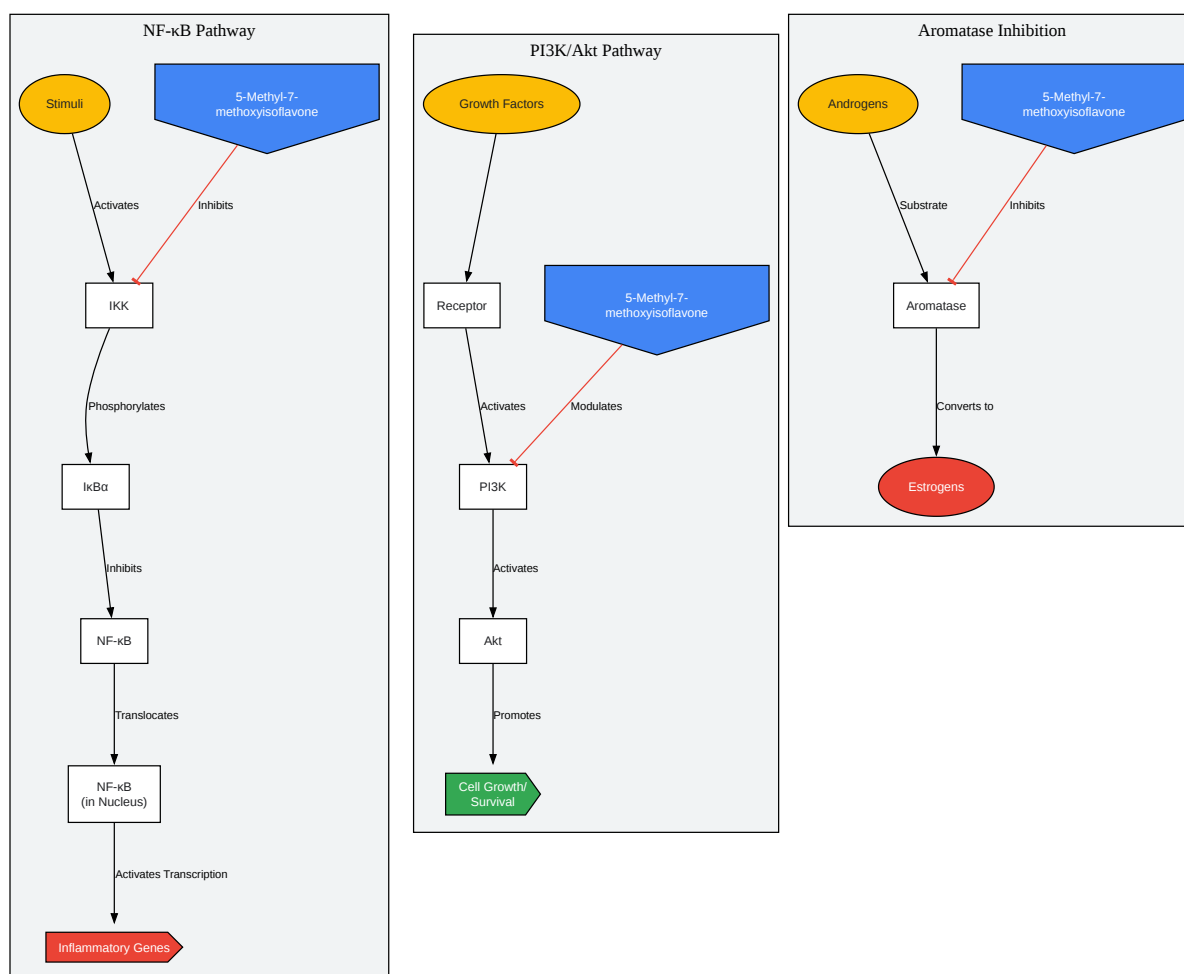 NF-κB Pathway
Stimuli
5-Methyl-7-
methoxyisoflavone
Activates
Inhibits
IKK
Phosphorylates
IκBα
Inhibits
NF-κB
Translocates
NF-κB
(in Nucleus)
Activates Transcription
Inflammatory Genes
PI3K/Akt Pathway
Growth Factors
Receptor
5-Methyl-7-
methoxyisoflavone
Activates
Modulates
PI3K
Activates
Akt
Promotes
Cell Growth/
Survival
Aromatase Inhibition
Androgens
5-Methyl-7-
methoxyisoflavone
Substrate
Inhibits
Aromatase
Converts to
Estrogens